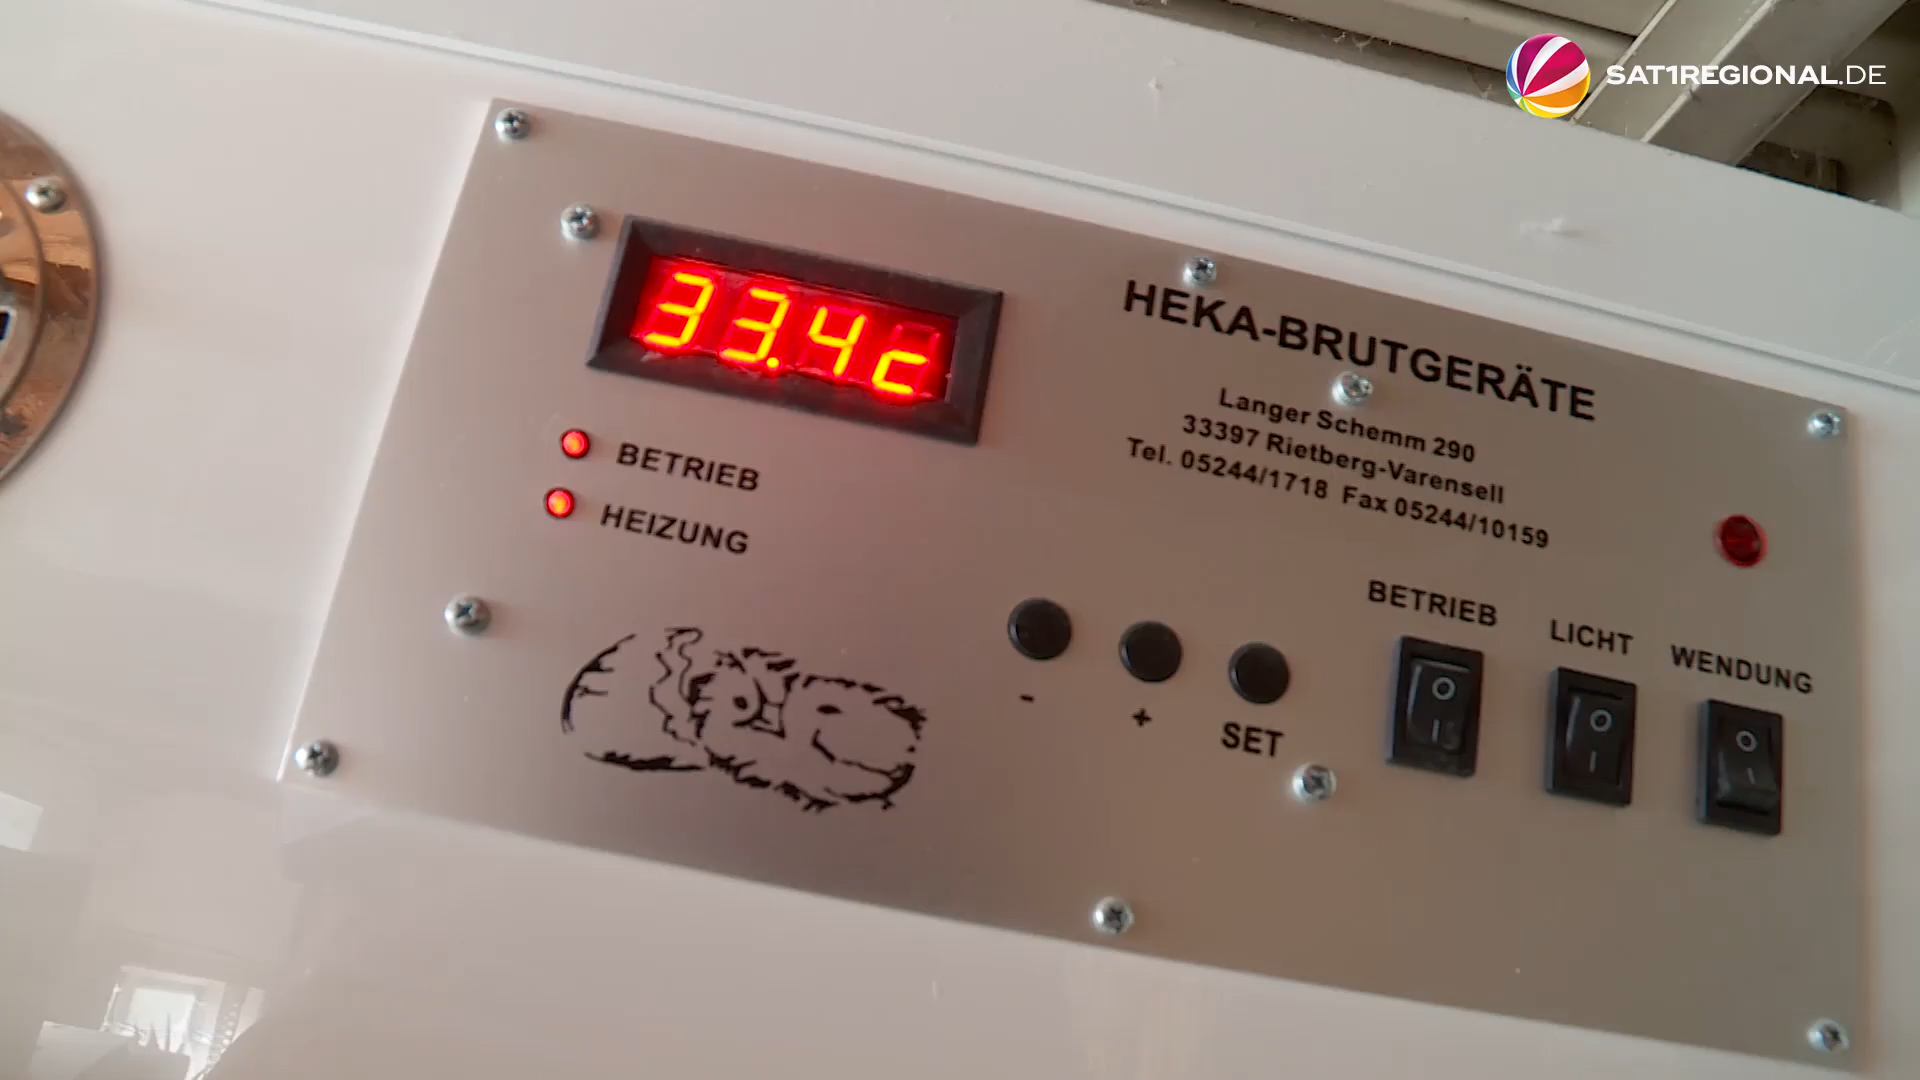 SAT1REGIONAL.DE
33.4c
HEKA-BRUTGERÄTE
Langer Schemm 290
33397 Rietberg-Varensell
Tel. 05244/1718 Fax 05244/10159
BETRIEB
HEIZUNG
BETRIEB
LICHT
WENDUNG
-
+
SET